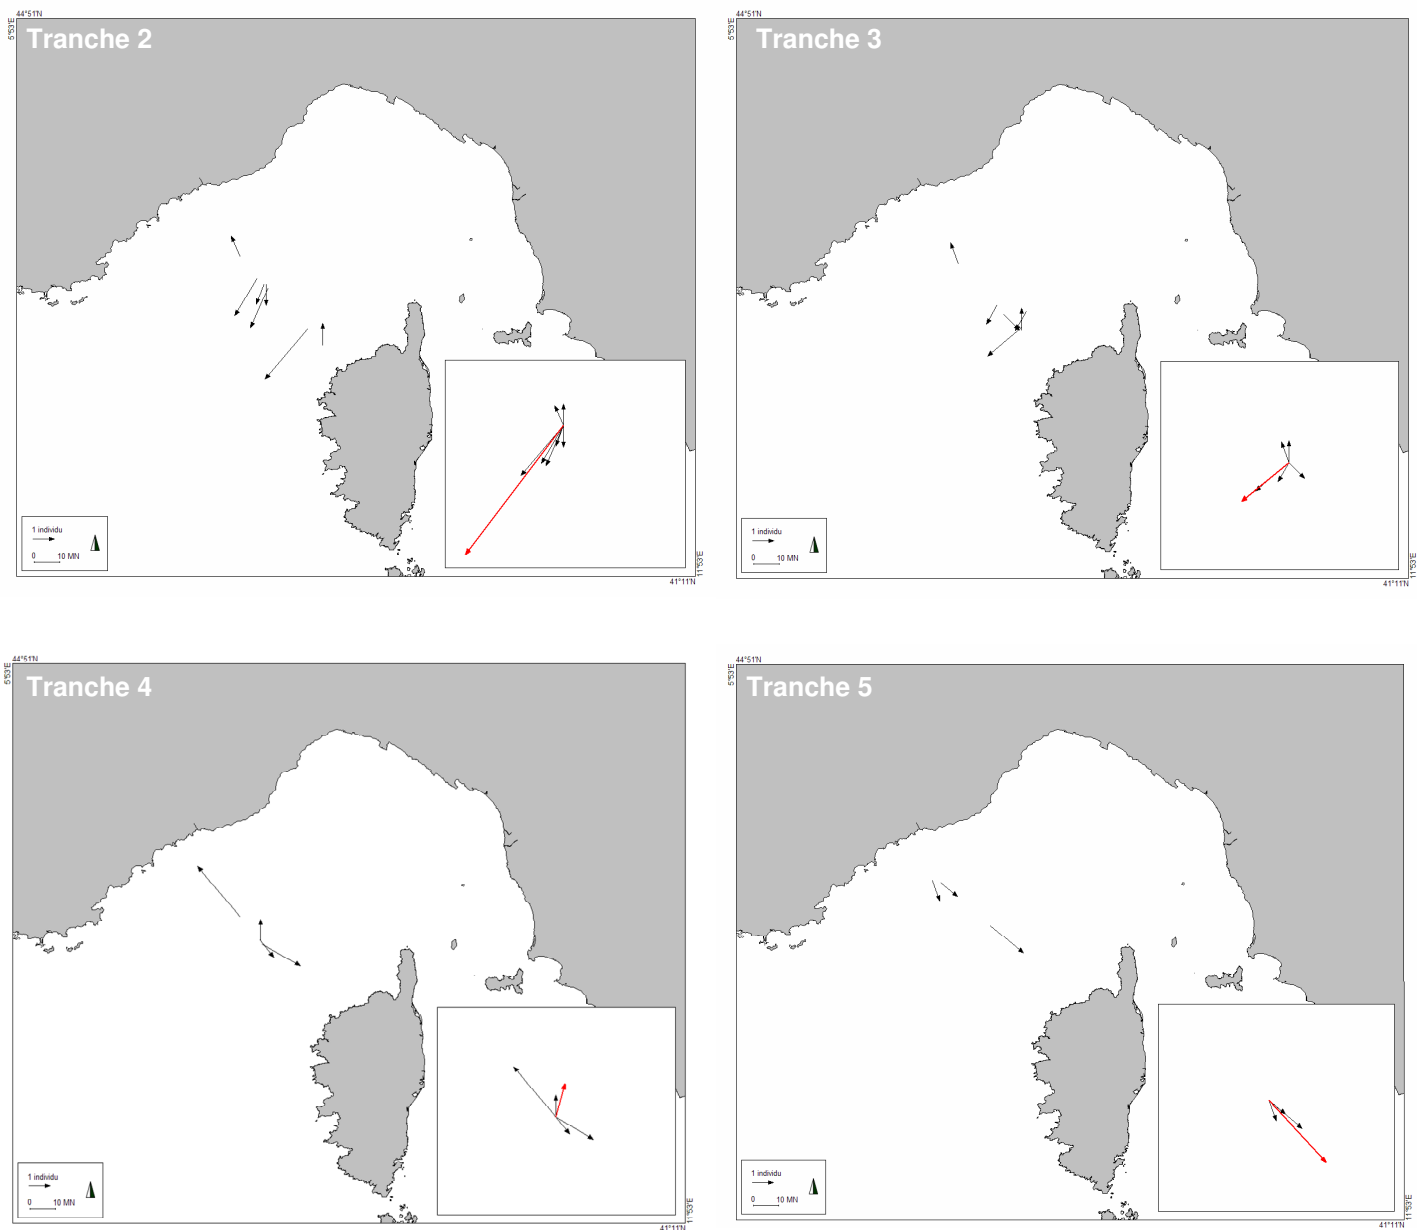 44°51'N
5°53'E
Tranche 2
1 individu
0 10 MN
11°53'E
41°11'N
44°51'N
5°53'E
Tranche 3
1 individu
0 10 MN
11°53'E
41°11'N
44°51'N
5°53'E
Tranche 4
1 individu
0 10 MN
11°53'E
41°11'N
44°51'N
5°53'E
Tranche 5
1 individu
0 10 MN
11°53'E
41°11'N